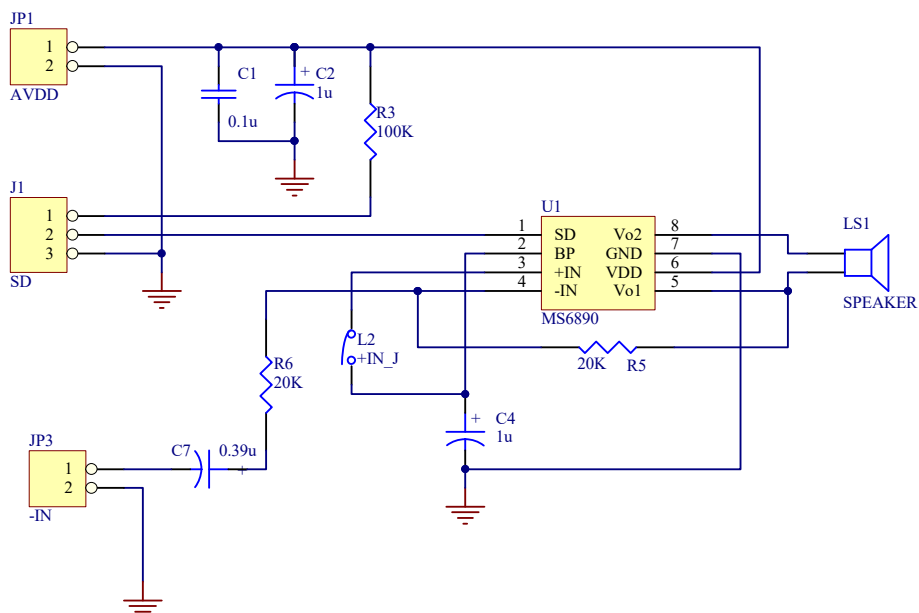 JP1
1
2
AVDD
C1
0.1u
+
C2
1u
R3
100K
J1
1
2
3
SD
U1
1
2
3
4
SD
BP
+IN
-IN
Vo2
GND
VDD
Vo1
8
7
6
5
MS6890
LS1
SPEAKER
L2
+IN_J
R6
20K
20K
R5
+
C4
1u
JP3
1
2
-IN
C7
0.39u
+